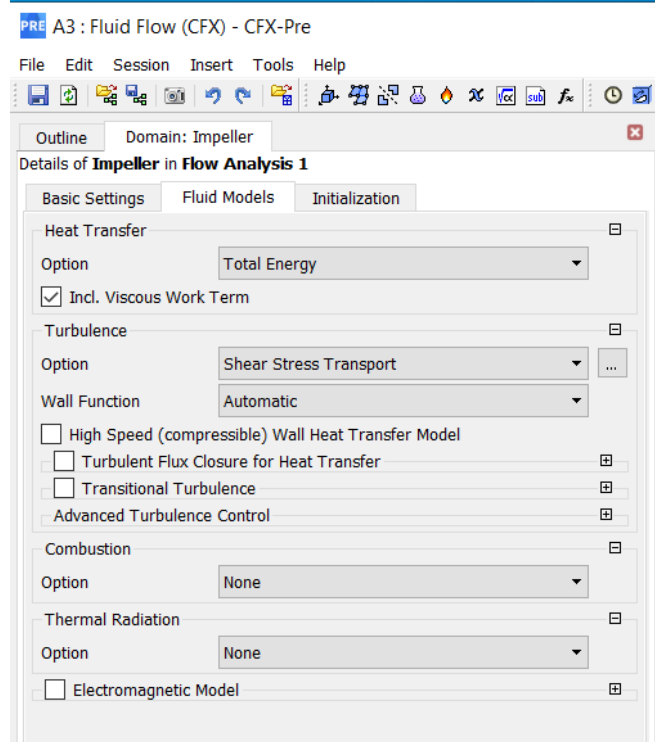 PRE A3 : Fluid Flow (CFX) - CFX-Pre
File Edit Session Insert Tools Help
√α sub fx
Outline Domain: Impeller
Details of Impeller in Flow Analysis 1
Basic Settings Fluid Models Initialization
Heat Transfer
Option Total Energy
Incl. Viscous Work Term
Turbulence
Option Shear Stress Transport ...
Wall Function Automatic
High Speed (compressible) Wall Heat Transfer Model
Turbulent Flux Closure for Heat Transfer
Transitional Turbulence
Advanced Turbulence Control
Combustion
Option None
Thermal Radiation
Option None
Electromagnetic Model